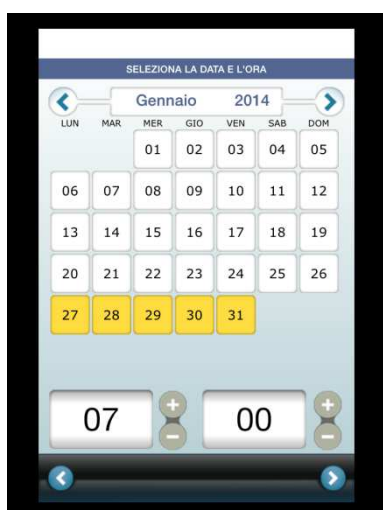 SELEZIONA LA DATA E L'ORA
Gennaio 2014
LUN MAR MER GIO VEN SAB DOM
01 02 03 04 05
06 07 08 09 10 11 12
13 14 15 16 17 18 19
20 21 22 23 24 25 26
27 28 29 30 31
07 00